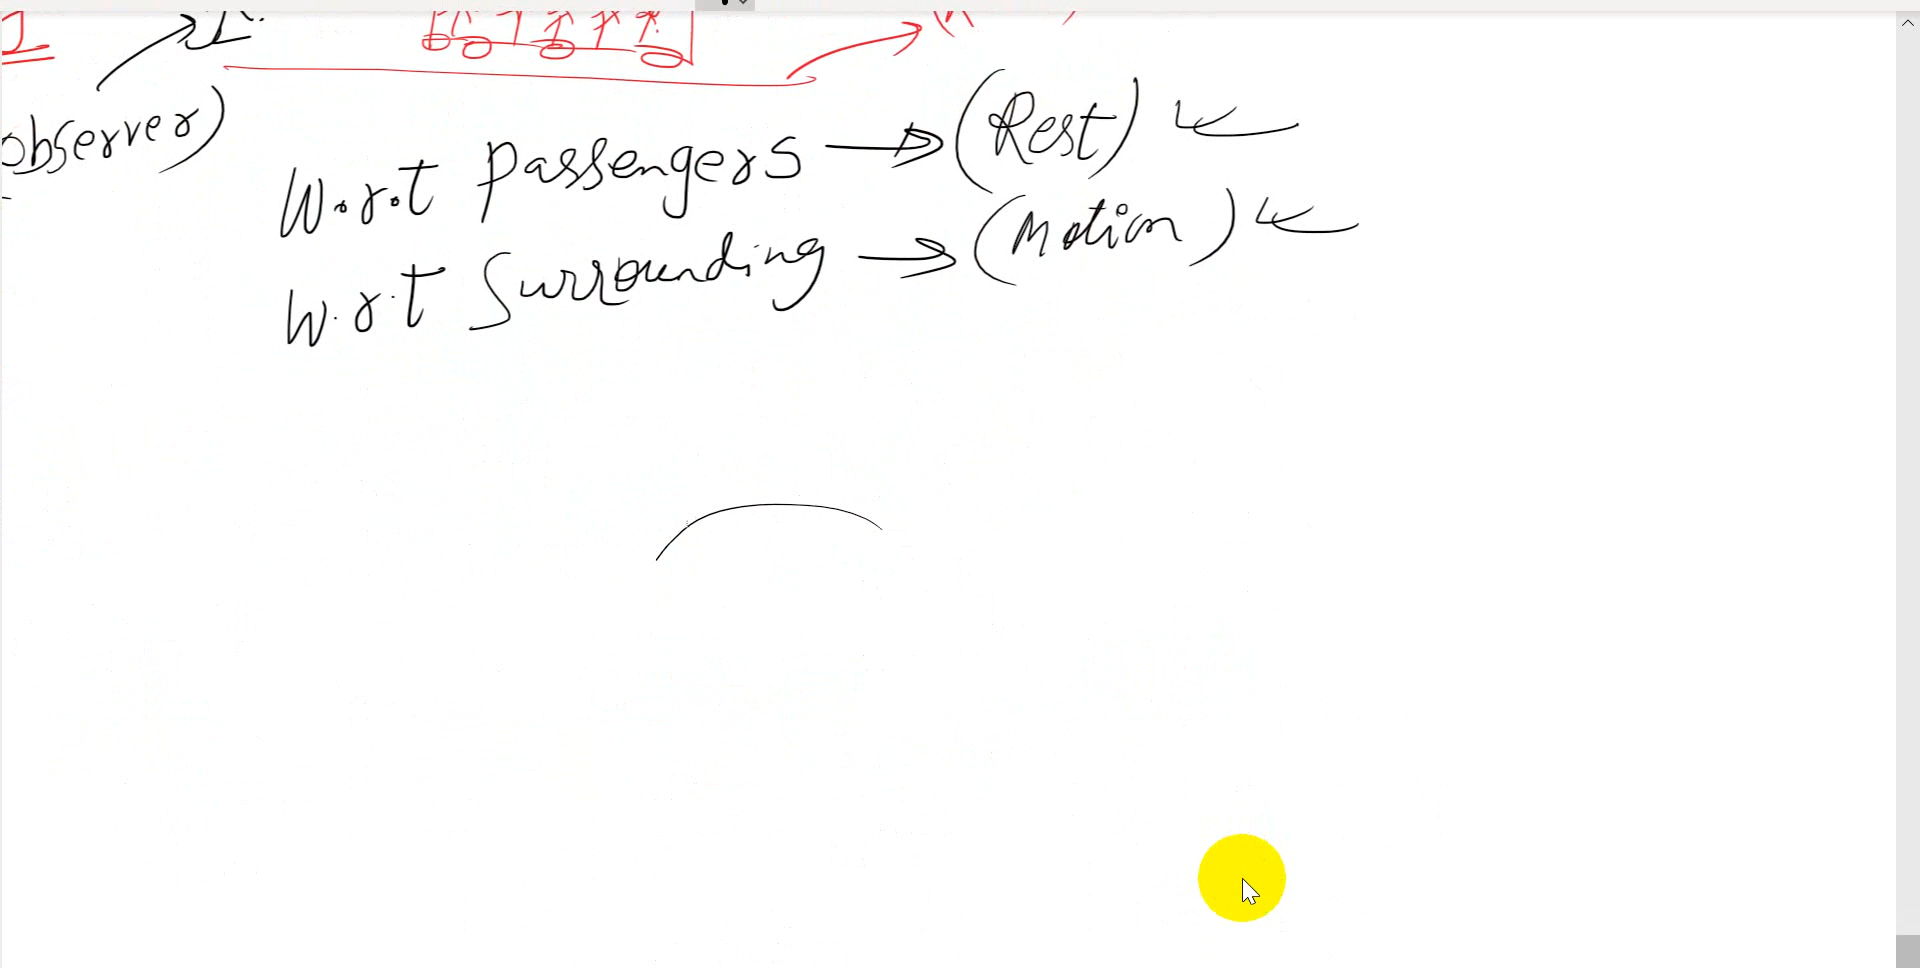 observer)
W.r.t passengers → (Rest)
W.r.t Surrounding → (Motion)